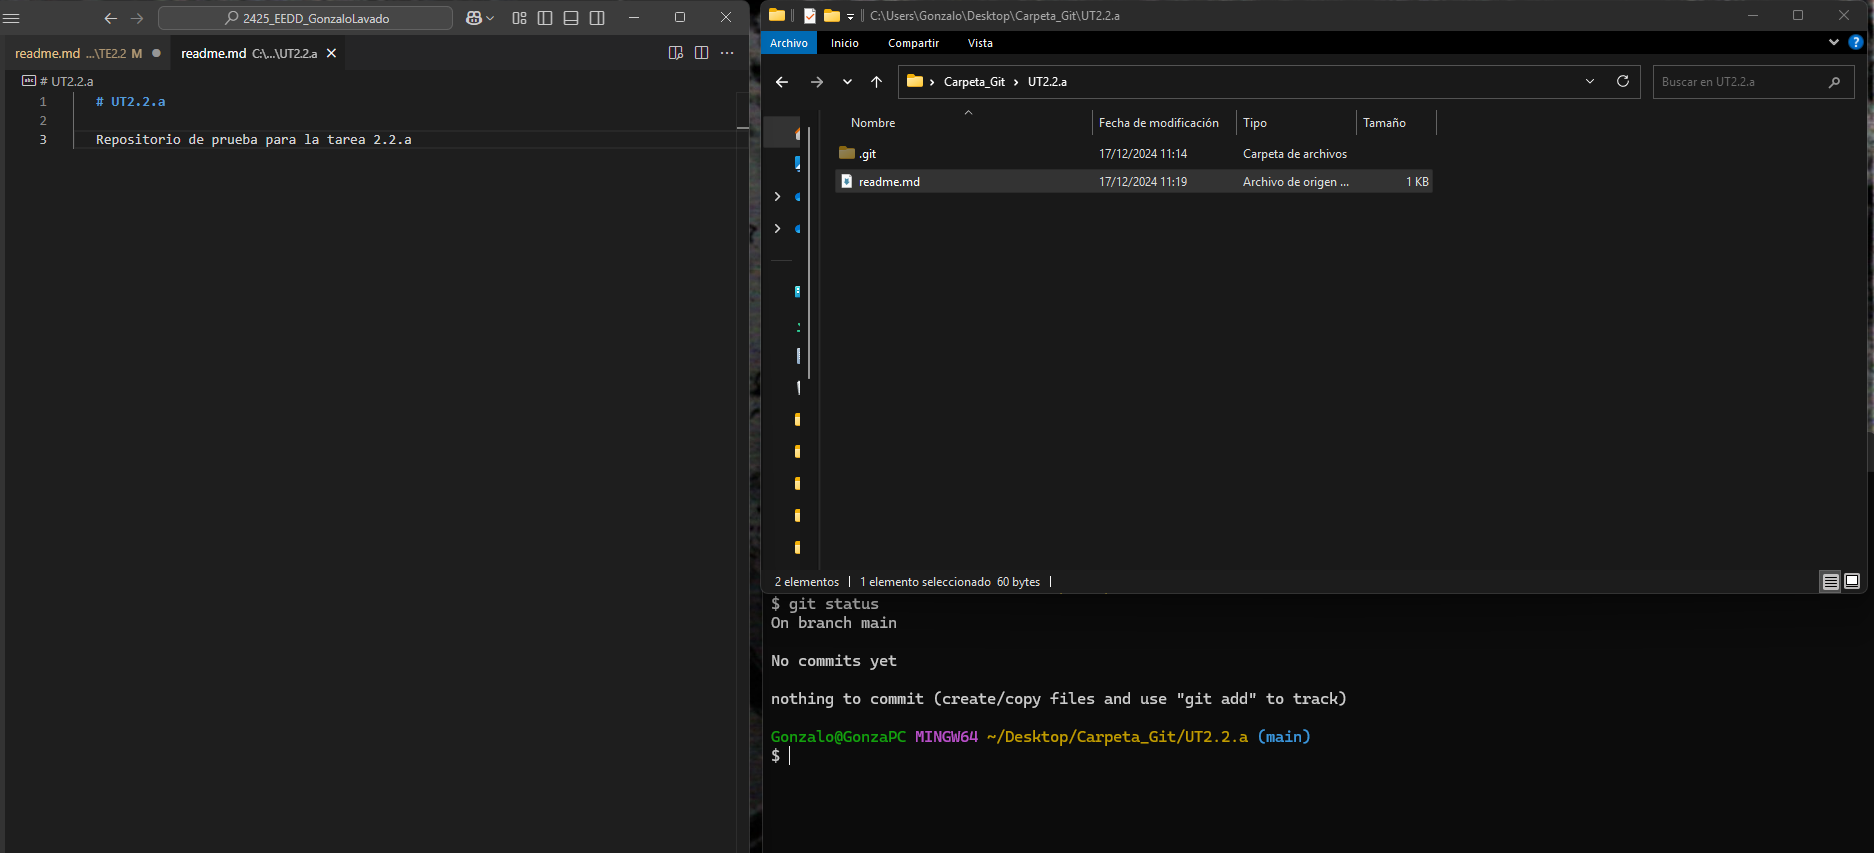 2425_EEDD_GonzaloLavado
readme.md ...\TE2.2 M
readme.md C:\...\UT2.2.a
# UT2.2.a
1 # UT2.2.a
2
3 Repositorio de prueba para la tarea 2.2.a
C:\Users\Gonzalo\Desktop\Carpeta_Git\UT2.2.a
Archivo Inicio Compartir Vista
Carpeta_Git UT2.2.a
Buscar en UT2.2.a
Nombre Fecha de modificación Tipo Tamaño
.git 17/12/2024 11:14 Carpeta de archivos
readme.md 17/12/2024 11:19 Archivo de origen ... 1 KB
2 elementos 1 elemento seleccionado 60 bytes
$ git status
On branch main
No commits yet
nothing to commit (create/copy files and use "git add" to track)
Gonzalo@GonzaPC MINGW64 ~/Desktop/Carpeta_Git/UT2.2.a (main)
$